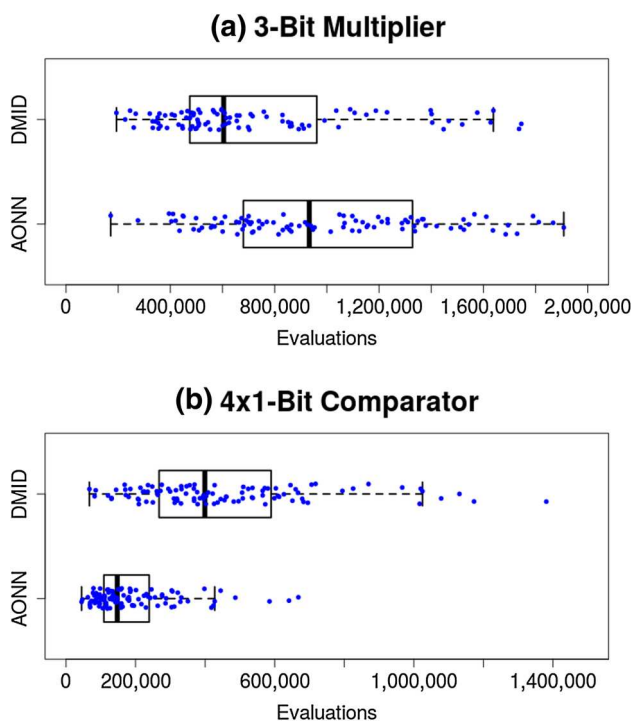 (a) 3-Bit Multiplier
DMID
AONN
0 400,000 800,000 1,200,000 1,600,000 2,000,000
Evaluations
(b) 4x1-Bit Comparator
DMID
AONN
0 200,000 600,000 1,000,000 1,400,000
Evaluations